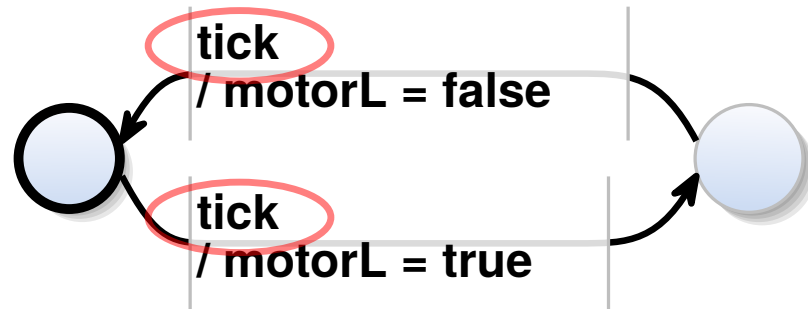 tick
/ motorL = false
tick
/ motorL = true